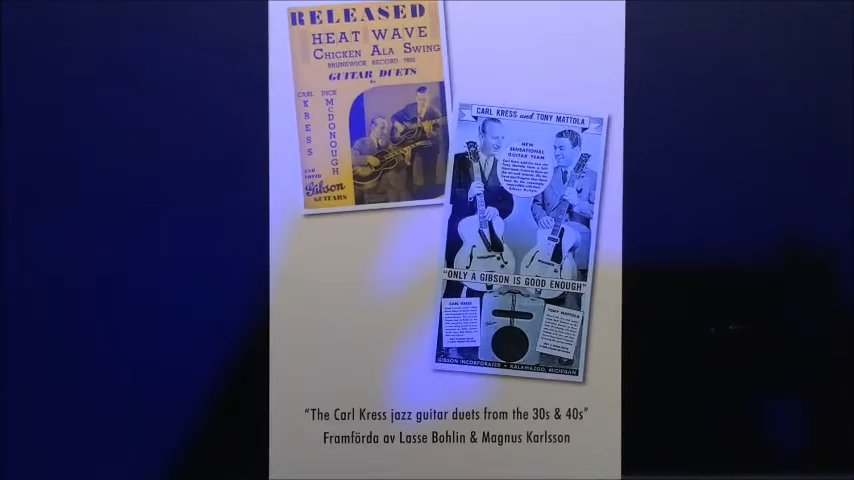 RELEASED
HEAT WAVE
CHICKEN ALA SWING
BRUNSWICK RECORD
GUITAR DUETS
by
CARL KRESS
DICK McDONOUGH
AND THEIR
Gibson
GUITARS
CARL KRESS and TONY MATTOLA
NEW
SENSATIONAL
GUITAR TEAM
"ONLY A GIBSON IS GOOD ENOUGH"
CARL KRESS
TONY MATTOLA
GIBSON INCORPORATED • KALAMAZOO, MICHIGAN
"The Carl Kress jazz guitar duets from the 30s & 40s"
Framförda av Lasse Bohlin & Magnus Karlsson